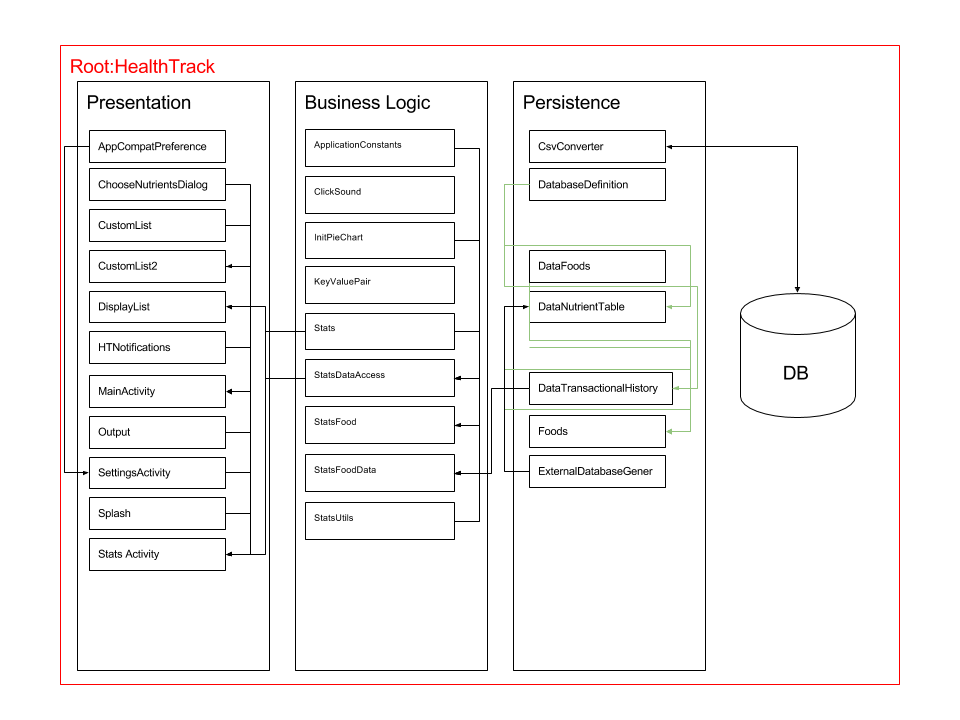 Root:HealthTrack
Presentation
AppCompatPreference
ChooseNutrientsDialog
CustomList
CustomList2
DisplayList
HTNotifications
MainActivity
Output
SettingsActivity
Splash
Stats Activity
Business Logic
ApplicationConstants
ClickSound
InitPieChart
KeyValuePair
Stats
StatsDataAccess
StatsFood
StatsFoodData
StatsUtils
Persistence
CsvConverter
DatabaseDefinition
DataFoods
DataNutrientTable
DataTransactionalHistory
Foods
ExternalDatabaseGener
DB